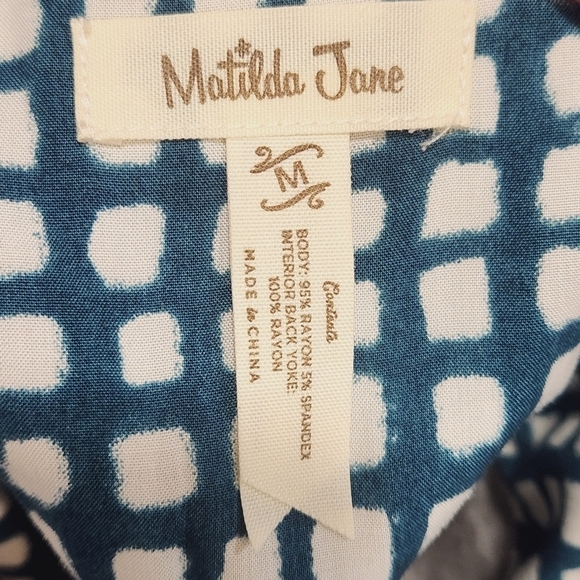 Matilda Jane
M
Contents
BODY: 95% RAYON 5% SPANDEX
INTERIOR BACK YOKE:
100% RAYON
MADE in CHINA